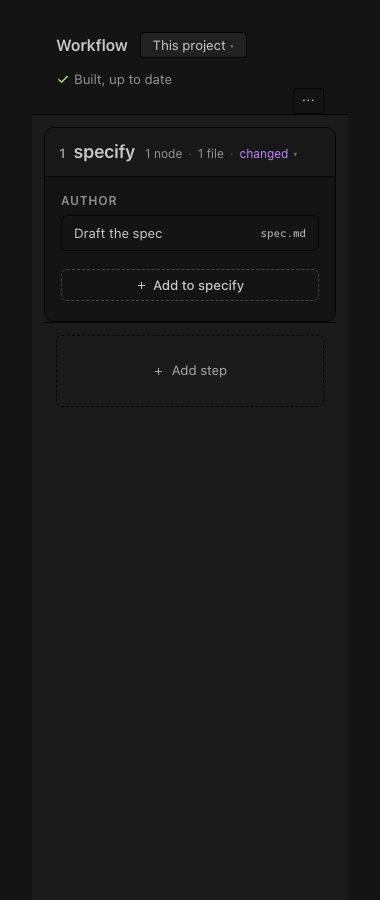 Workflow This project
Built, up to date
...
1 specify 1 node · 1 file · changed
AUTHOR
Draft the spec spec.md
+ Add to specify
+ Add step